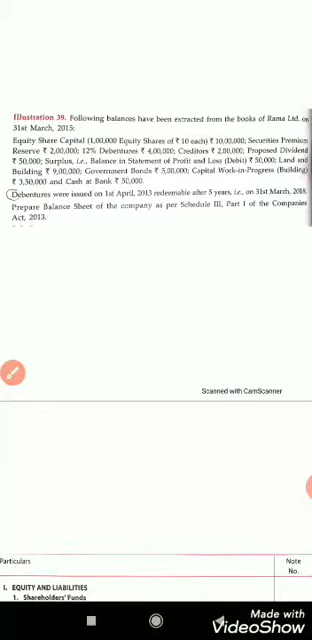 Illustration 39. Following balances have been extracted from the books of Rama Ltd. on
31st March, 2015:
Equity Share Capital (1,00,000 Equity Shares of ₹ 10 each) ₹ 10,00,000; Securities Premium
Reserve ₹ 2,00,000; 12% Debentures ₹ 4,00,000; Creditors ₹ 2,00,000; Proposed Dividend
₹ 50,000; Surplus, i.e., Balance in Statement of Profit and Loss (Debit) ₹ 50,000; Land and
Building ₹ 9,00,000; Government Bonds ₹ 5,00,000; Capital Work-in-Progress (Building)
₹ 3,50,000 and Cash at Bank ₹ 50,000.
Debentures were issued on 1st April, 2013 redeemable after 5 years, i.e., on 31st March, 2018.
Prepare Balance Sheet of the company as per Schedule III, Part I of the Companies
Act, 2013.
Scanned with CamScanner
Particulars
Note
No.
I. EQUITY AND LIABILITIES
1. Shareholders' Funds
Made with
VideoShow